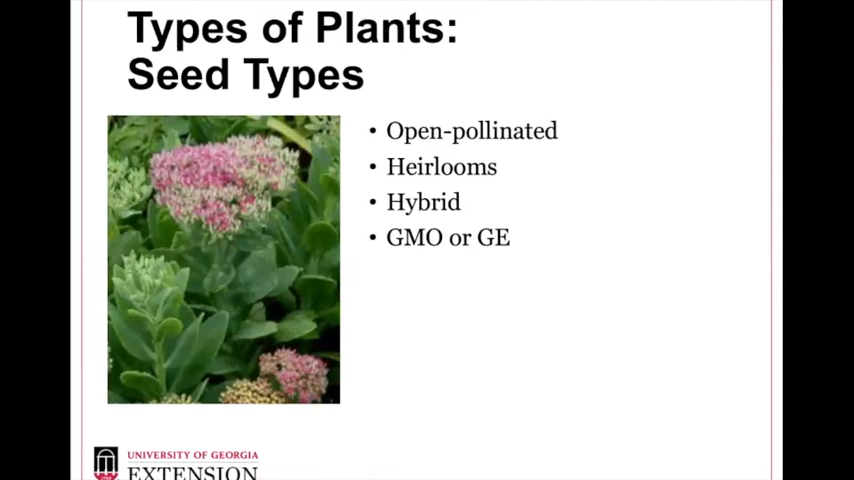 Types of Plants:
Seed Types
• Open-pollinated
• Heirlooms
• Hybrid
• GMO or GE
UNIVERSITY OF GEORGIA
EXTENSION